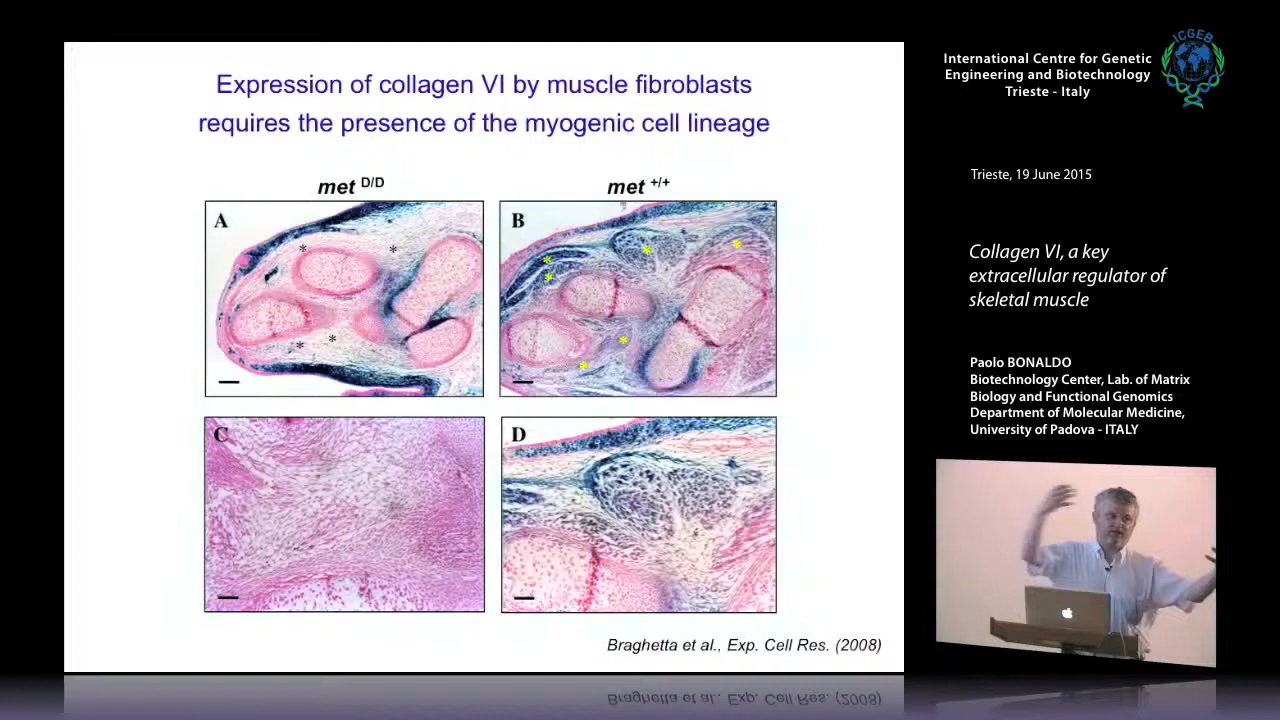 Expression of collagen VI by muscle fibroblasts
requires the presence of the myogenic cell lineage
met D/D
met +/+
A
*
*
*
*
B
*
*
*
*
*
*
C
D
Braghetta et al., Exp. Cell Res. (2008)
International Centre for Genetic
Engineering and Biotechnology
Trieste - Italy
ICGEB
Trieste, 19 June 2015
Collagen VI, a key
extracellular regulator of
skeletal muscle
Paolo BONALDO
Biotechnology Center, Lab. of Matrix
Biology and Functional Genomics
Department of Molecular Medicine,
University of Padova - ITALY